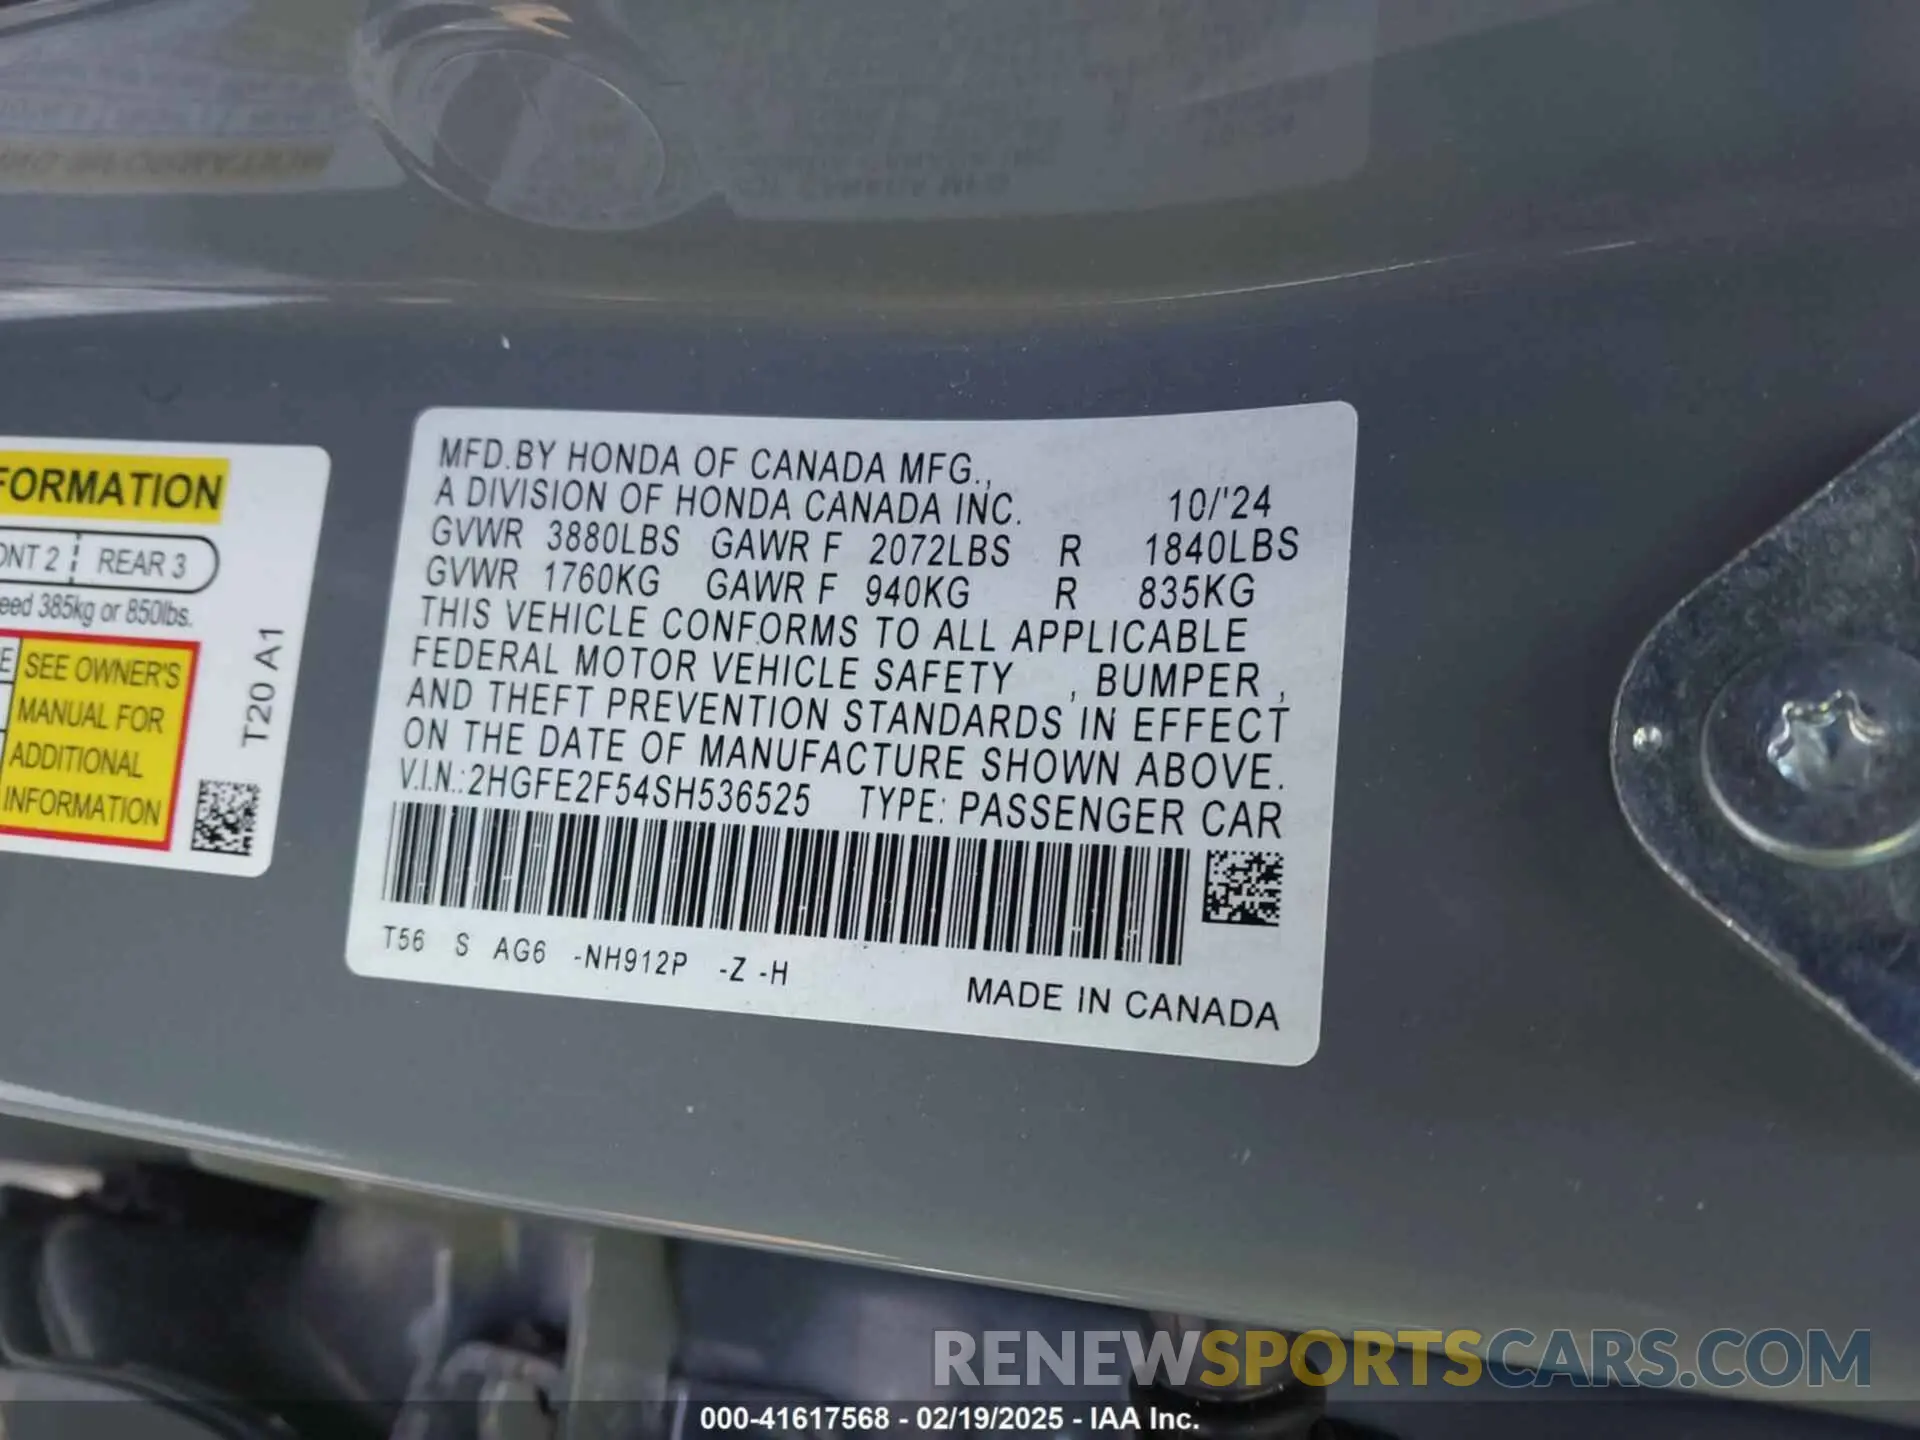 FORMATION
ONT 2 REAR 3
eed 385kg or 850lbs.
E
SEE OWNER'S
MANUAL FOR
ADDITIONAL
INFORMATION
T20 A1
MFD.BY HONDA OF CANADA MFG.,
A DIVISION OF HONDA CANADA INC. 10/'24
GVWR 3880LBS GAWR F 2072LBS R 1840LBS
GVWR 1760KG GAWR F 940KG R 835KG
THIS VEHICLE CONFORMS TO ALL APPLICABLE
FEDERAL MOTOR VEHICLE SAFETY , BUMPER ,
AND THEFT PREVENTION STANDARDS IN EFFECT
ON THE DATE OF MANUFACTURE SHOWN ABOVE.
V.I.N.:2HGFE2F54SH536525 TYPE: PASSENGER CAR
T56 S AG6 -NH912P -Z -H
MADE IN CANADA
RENEWSPORTSCARS.COM
000-41617568 - 02/19/2025 - IAA Inc.